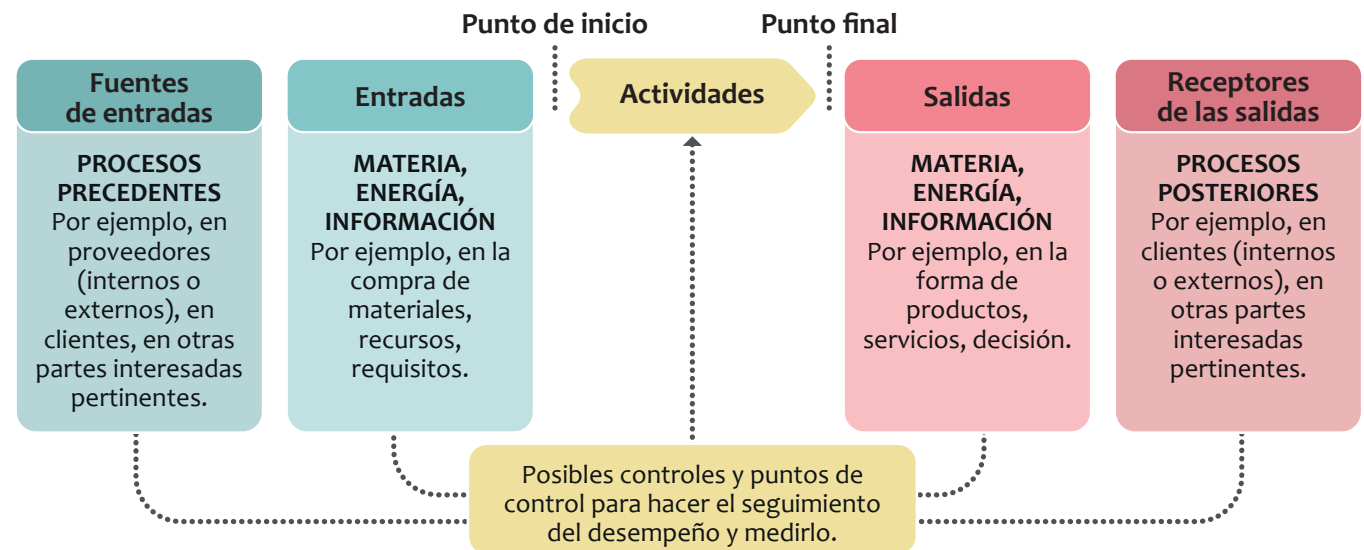 Punto de inicio
Punto final
Fuentes
de entradas
PROCESOS
PRECEDENTES
Por ejemplo, en
proveedores
(internos o
externos), en
clientes, en otras
partes interesadas
pertinentes.
Entradas
MATERIA,
ENERGÍA,
INFORMACIÓN
Por ejemplo, en la
compra de
materiales,
recursos,
requisitos.
Actividades
Salidas
MATERIA,
ENERGÍA,
INFORMACIÓN
Por ejemplo, en la
forma de
productos,
servicios, decisión.
Receptores
de las salidas
PROCESOS
POSTERIORES
Por ejemplo, en
clientes (internos
o externos), en
otras partes
interesadas
pertinentes.
Posibles controles y puntos de
control para hacer el seguimiento
del desempeño y medirlo.